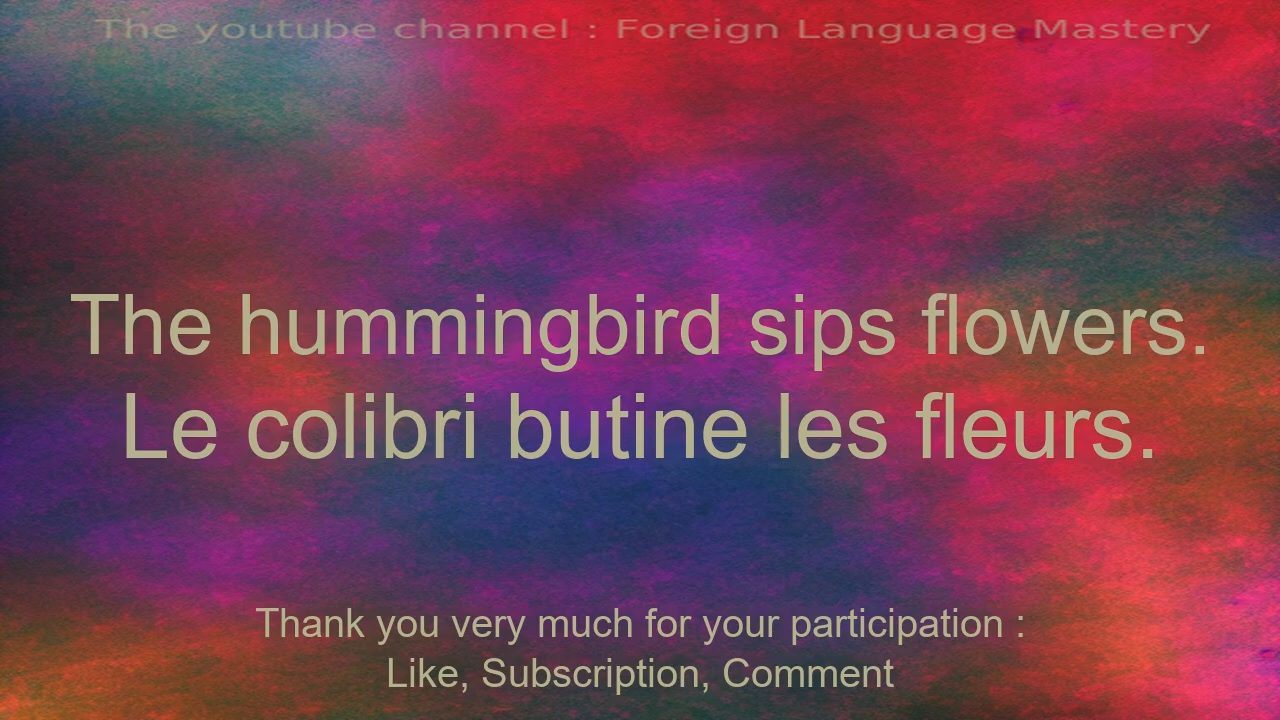 The youtube channel : Foreign Language Mastery
The hummingbird sips flowers.
Le colibri butine les fleurs.
Thank you very much for your participation :
Like, Subscription, Comment